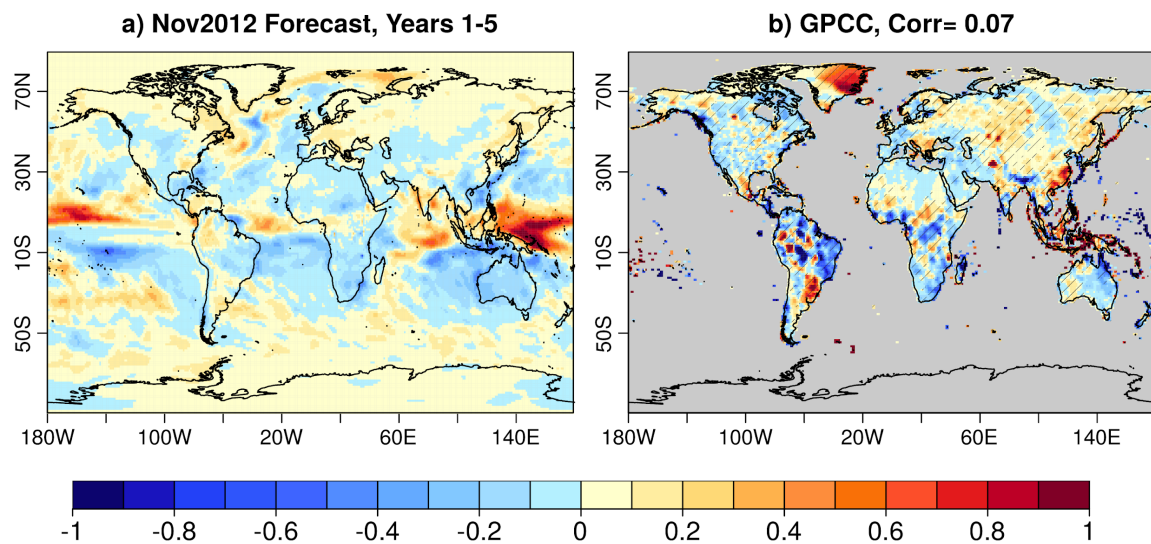 a) Nov2012 Forecast, Years 1-5
b) GPCC, Corr= 0.07
70N
30N
10S
50S
180W 100W 20W 60E 140E
70N
30N
10S
50S
180W 100W 20W 60E 140E
-1 -0.8 -0.6 -0.4 -0.2 0 0.2 0.4 0.6 0.8 1